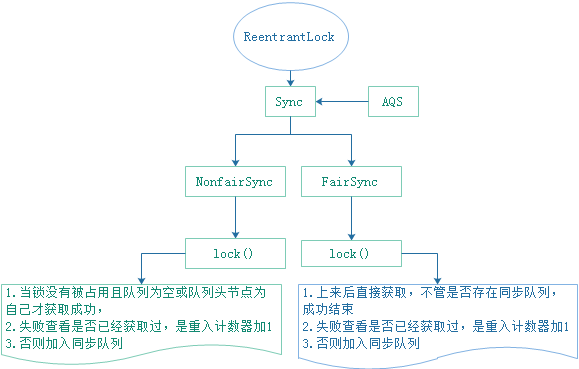 ReentrantLock
Sync
AQS
NonfairSync
FairSync
lock()
lock()
1.当锁没有被占用且队列为空或队列头节点为
自己才获取成功，
2.失败查看是否已经获取过，是重入计数器加1
3.否则加入同步队列
1.上来后直接获取，不管是否存在同步队列，
成功结束
2.失败查看是否已经获取过，是重入计数器加1
3.否则加入同步队列